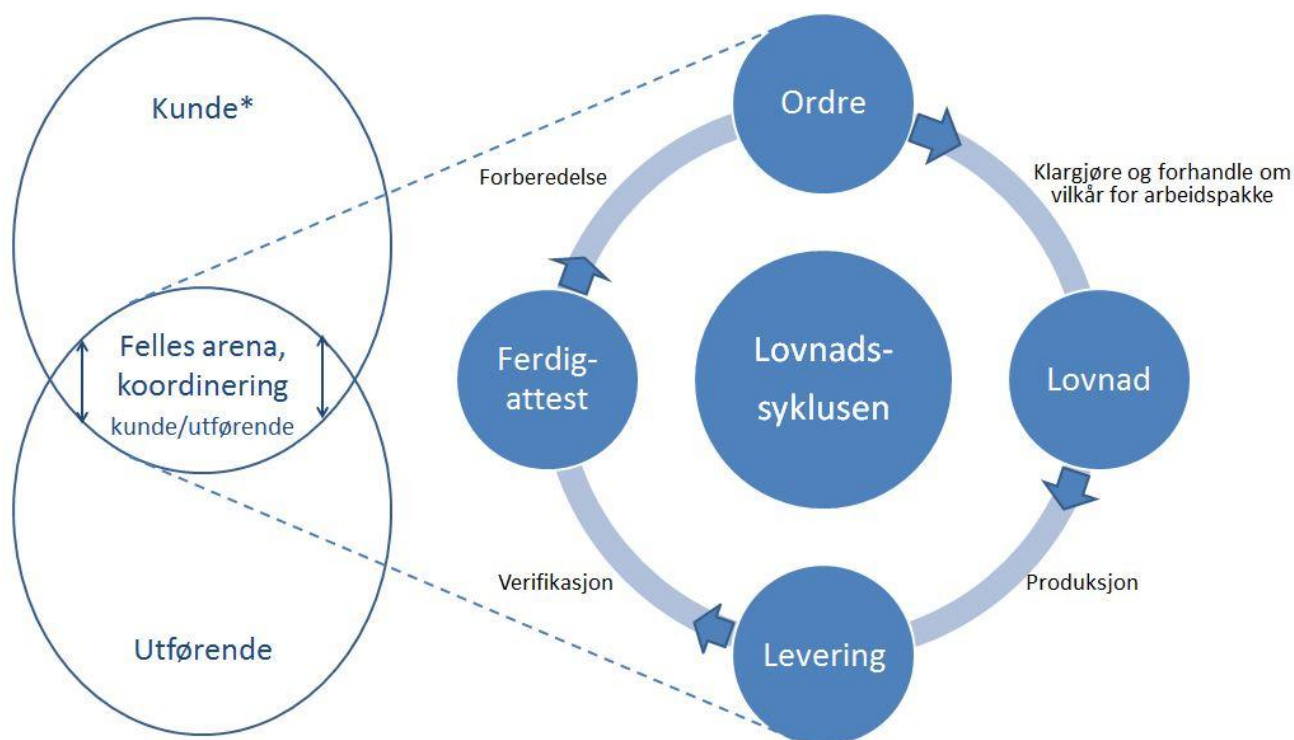 Kunde*
Felles arena,
koordinering
kunde/utførende
Utførende
Ordre
Forberedelse
Klargjøre og forhandle om
vilkår for arbeidspakke
Ferdig-
attest
Lovnads-
syklusen
Lovnad
Verifikasjon
Produksjon
Levering